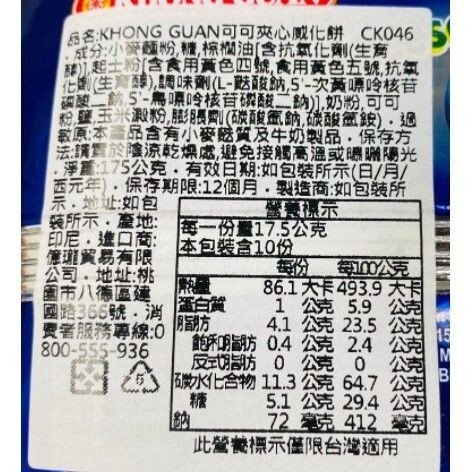 品名:KHONG GUAN可可夾心威化餅 CK046
．成分:小麥麵粉,糖,棕櫚油[含抗氧化劑(生育
醇)],起士粉[含食用黃色四號,食用黃色五號,抗氧
化劑(生育醇),調味劑(L-麩酸鈉,5'-次黃嘌呤核苷
磷酸二鈉,5'-鳥嘌呤核苷磷酸二鈉)],奶粉,可可
粉,鹽,玉米澱粉,膨脹劑(碳酸氫鈉,碳酸氫銨)．過
敏原:本產品含有小麥麩質及牛奶製品．保存方
法:請置於陰涼乾燥處,避免接觸高溫或曝曬陽光
．淨重:175公克．有效日期:如包裝所示(日/月/
西元年)．保存期限:12個月．製造商:如包裝所
示．地址:如包
裝所示．產地:
印尼．進口商:
億瓏貿易有限
公司．地址:桃
園市八德區建
國路366號．消
費者服務專線:0
800-555-936
營養標示
每一份量17.5公克
本包裝含10份
每份 每100公克
熱量 86.1 大卡 493.9 大卡
蛋白質 1 公克 5.9 公克
脂肪 4.1 公克 23.5 公克
飽和脂肪 0.4 公克 2.4 公克
反式脂肪 0 公克 0 公克
碳水化合物 11.3 公克 64.7 公克
糖 5.1 公克 29.4 公克
鈉 72 毫克 412 毫克
此營養標示僅限台灣適用